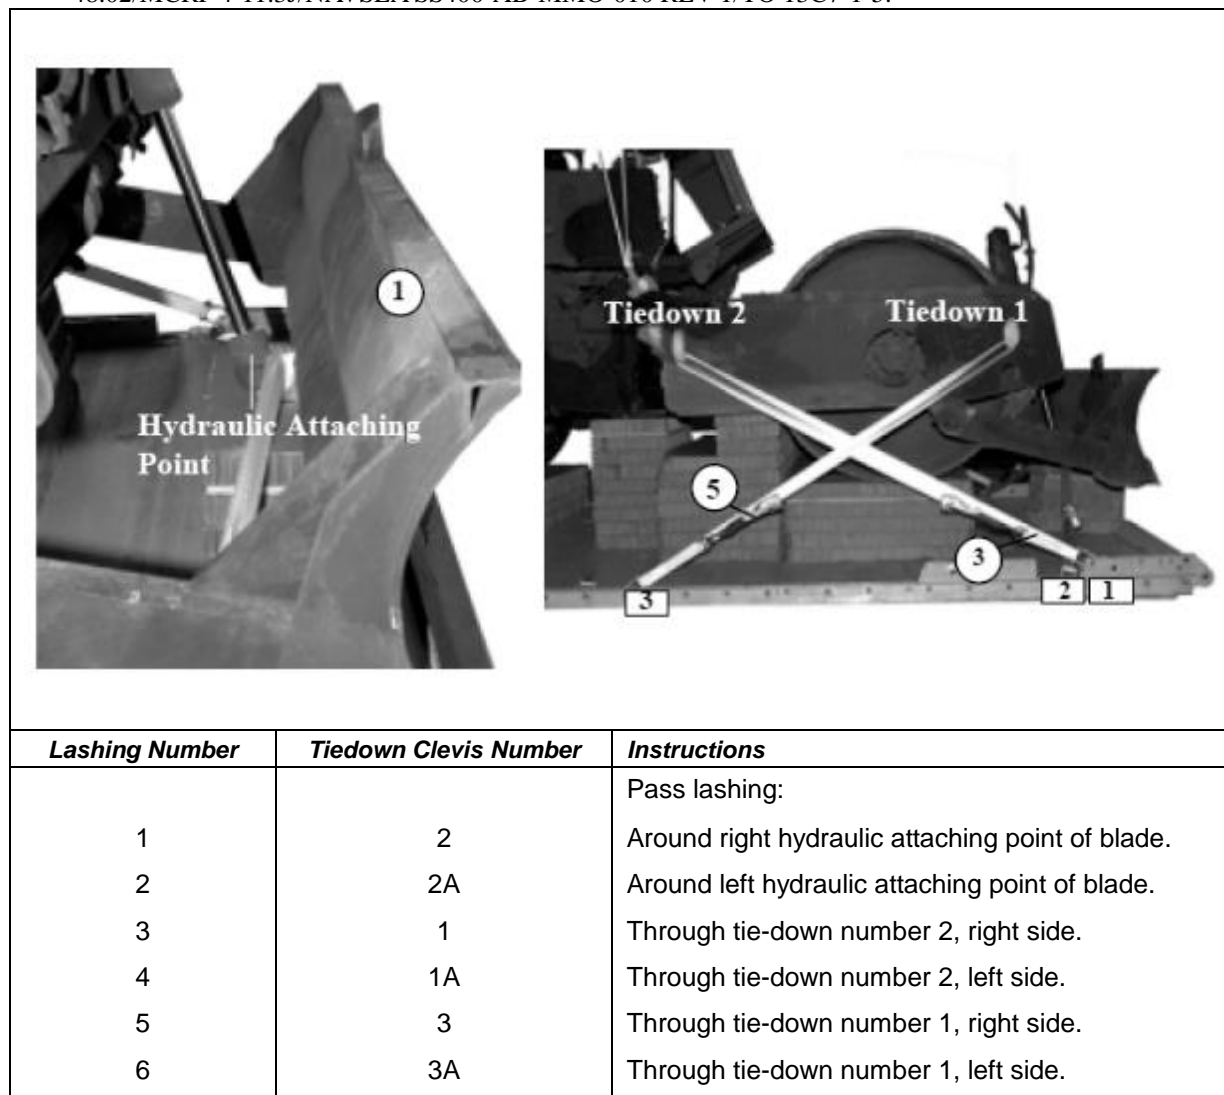 1
Hydraulic Attaching
Point
Tiedown 2 Tiedown 1
5
3
3 2 1
Lashing Number Tiedown Clevis Number Instructions
Pass lashing:
1 2 Around right hydraulic attaching point of blade.
2 2A Around left hydraulic attaching point of blade.
3 1 Through tie-down number 2, right side.
4 1A Through tie-down number 2, left side.
5 3 Through tie-down number 1, right side.
6 3A Through tie-down number 1, left side.